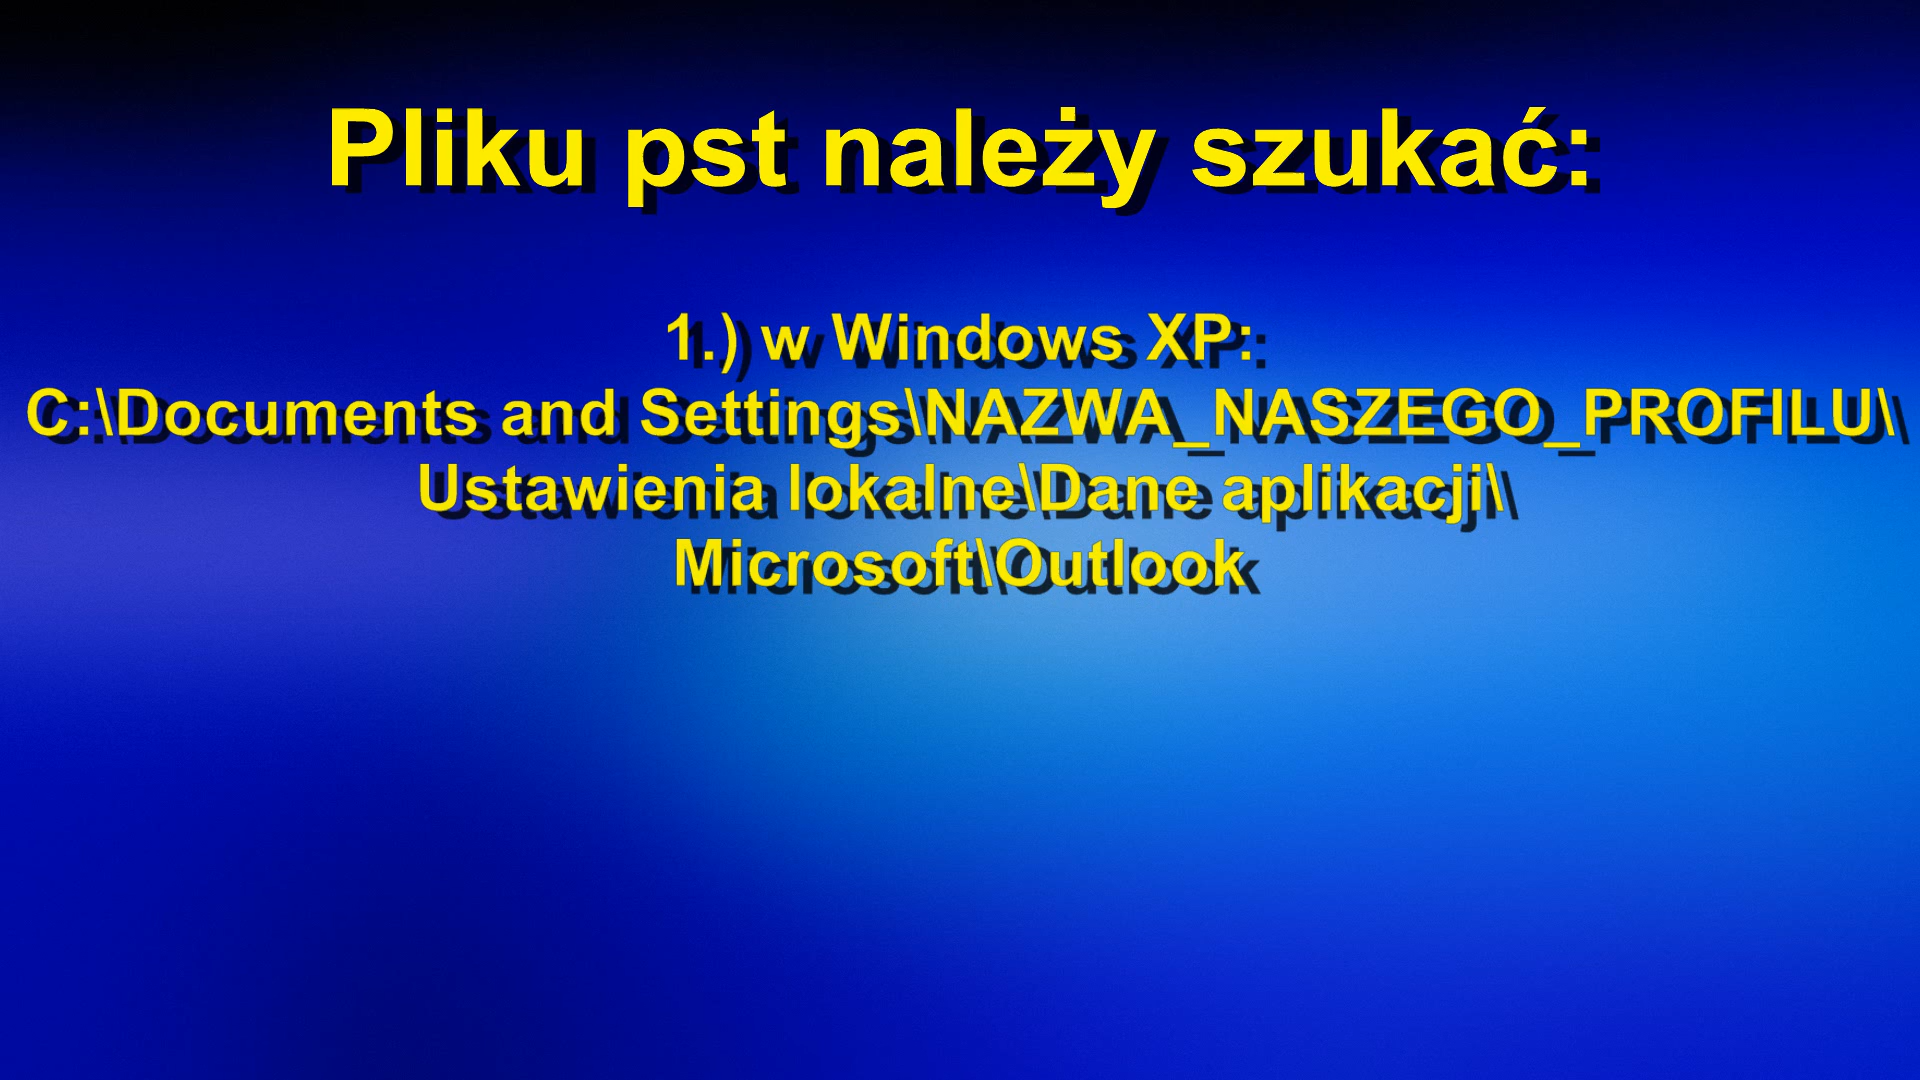 Pliku pst należy szukać:
1.) w Windows XP:
C:\Documents and Settings\NAZWA_NASZEGO_PROFILU\
Ustawienia lokalne\Dane aplikacji\
Microsoft\Outlook